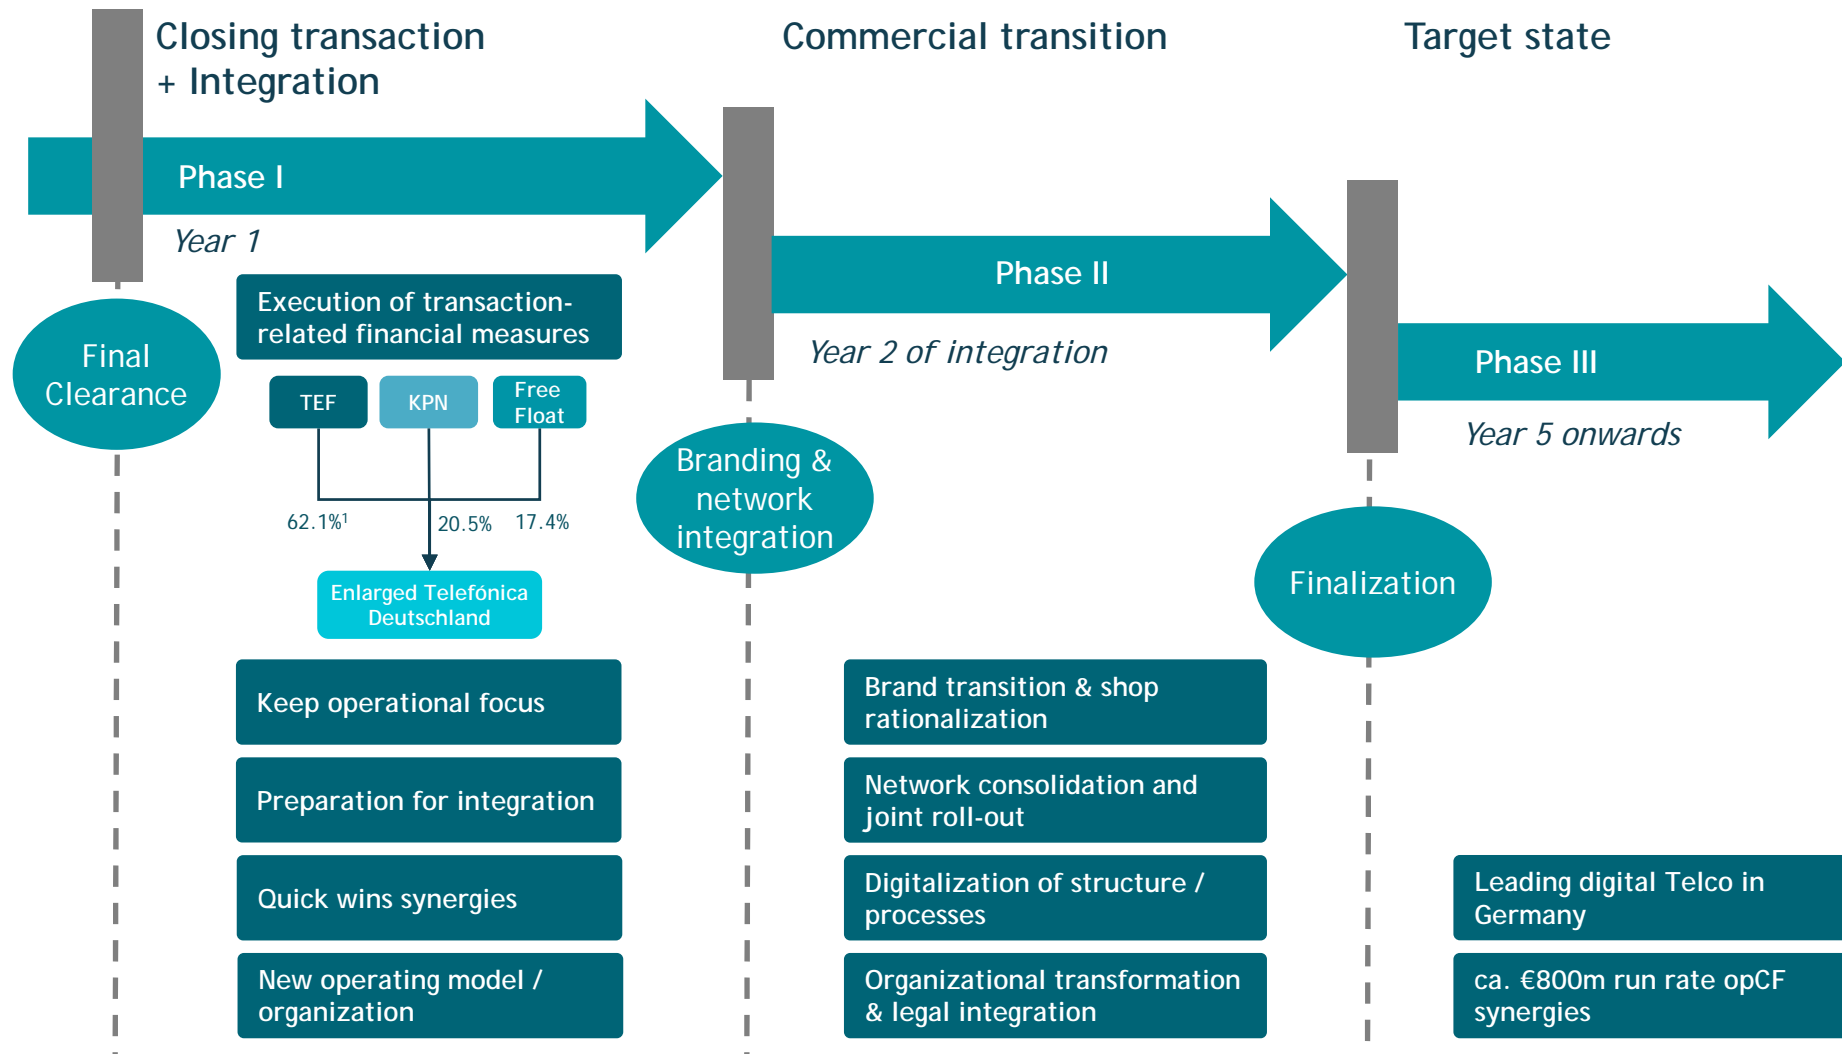 Closing transaction
+ Integration
Commercial transition
Target state
Phase I
Year 1
Phase II
Year 2 of integration
Phase III
Year 5 onwards
Final
Clearance
Execution of transaction-
related financial measures
TEF
KPN
Free
Float
62.1%¹
20.5%
17.4%
Enlarged Telefónica
Deutschland
Branding &
network
integration
Finalization
Keep operational focus
Preparation for integration
Quick wins synergies
New operating model /
organization
Brand transition & shop
rationalization
Network consolidation and
joint roll-out
Digitalization of structure /
processes
Organizational transformation
& legal integration
Leading digital Telco in
Germany
ca. €800m run rate opCF
synergies